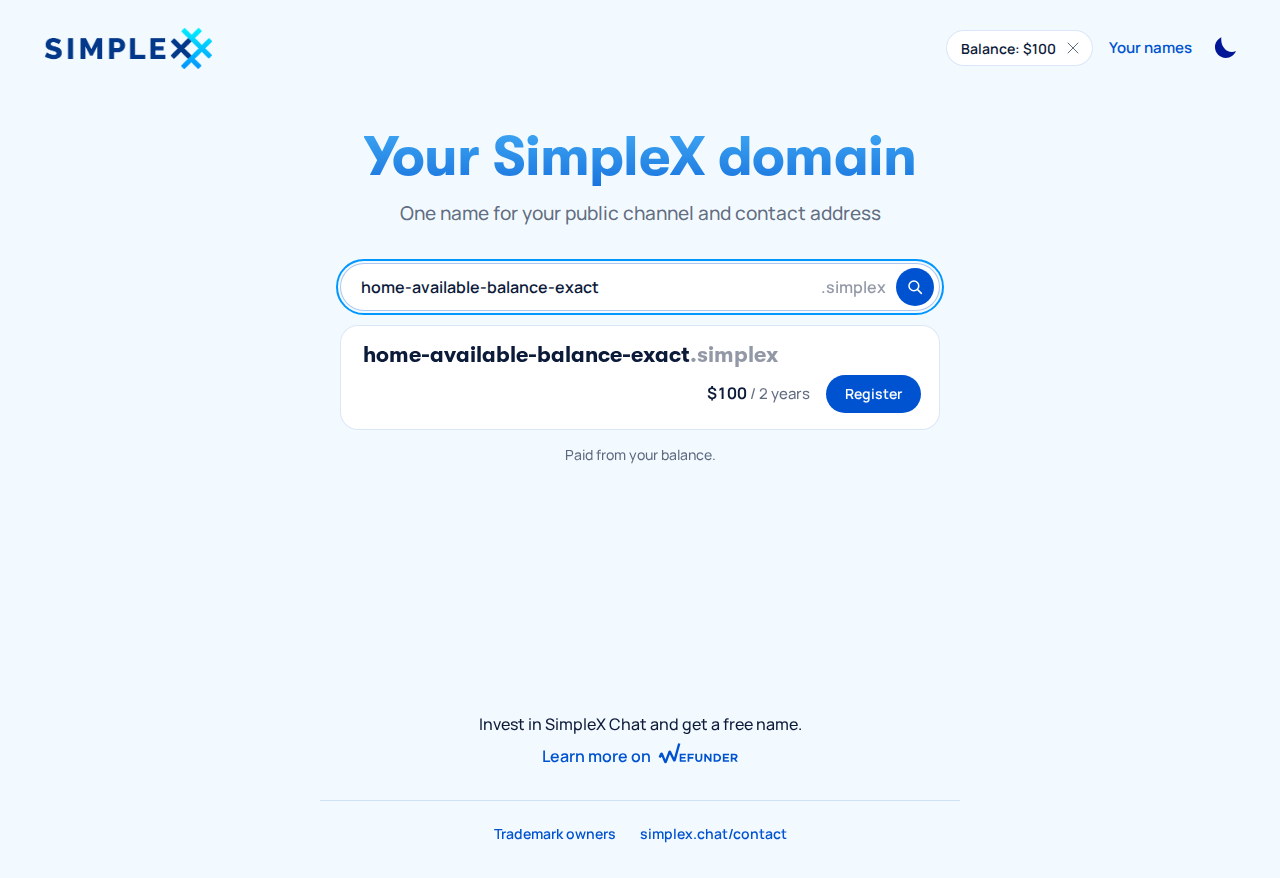 SIMPLEX
Balance: $100
Your names
Your SimpleX domain
One name for your public channel and contact address
home-available-balance-exact .simplex
home-available-balance-exact.simplex
$100 / 2 years Register
Paid from your balance.
Invest in SimpleX Chat and get a free name.
Learn more on WEFUNDER
Trademark owners simplex.chat/contact